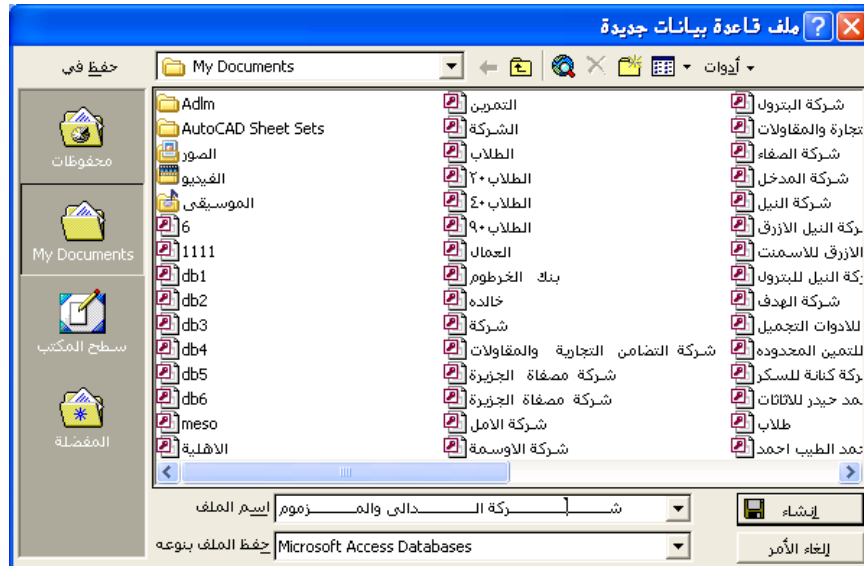 ملف قاعدة بيانات جديدة
حفظ في
My Documents
أدوات
محفوظات
My Documents
سطح المكتب
المفضلة
Adlm
AutoCAD Sheet Sets
الصور
الفيديو
الموسيقى
6
1111
db1
db2
db3
db4
db5
db6
meso
الاهلية
التمرين
الشركة
الطلاب
الطلاب٢٠
الطلاب٤٠
الطلاب٩٠
العمال
بنك الخرطوم
خالده
شركة
شركة التضامن التجارية والمقاولات
شركة مصفاة الجزيرة
شركة مصفاة الجزيرة
شركة الامل
شركة الاوسمة
شركة البترول
تجارة والمقاولات
شركة الصفاء
شركة المدخل
شركة النيل
ركة النيل الازرق
الازرق للاسمنت
ركة النيل للبترول
شركة الهدف
للادوات التجميل
للتمين المحدوده
ركة كنانة للسكر
مد حيدر للاثاثات
طلاب
حمد الطيب احمد
اسم الملف
شـــــــركة الـــــــدالى والمـــــــزموم
إنشاء
حفظ الملف بنوعه
Microsoft Access Databases
إلغاء الأمر